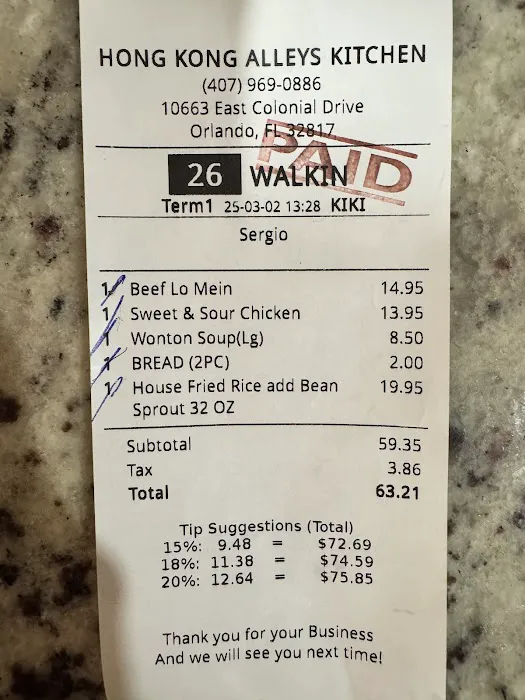 HONG KONG ALLEYS KITCHEN
(407) 969-0886
10663 East Colonial Drive
Orlando, FL 32817
PAID
26 WALKIN
Term1 25-03-02 13:28 KIKI
Sergio
1 Beef Lo Mein 14.95
1 Sweet & Sour Chicken 13.95
1 Wonton Soup(Lg) 8.50
1 BREAD (2PC) 2.00
1 House Fried Rice add Bean 19.95
Sprout 32 OZ
Subtotal 59.35
Tax 3.86
Total 63.21
Tip Suggestions (Total)
15%: 9.48 = $72.69
18%: 11.38 = $74.59
20%: 12.64 = $75.85
Thank you for your Business
And we will see you next time!